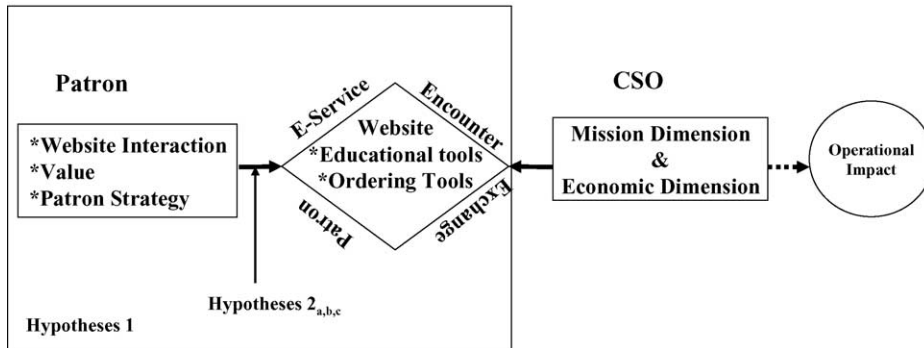 Patron
*Website Interaction
*Value
*Patron Strategy
E-Service
Encounter
Website
*Educational tools
*Ordering Tools
Patron
Exchange
CSO
Mission Dimension
&
Economic Dimension
Operational
Impact
Hypotheses 2a,b,c
Hypotheses 1